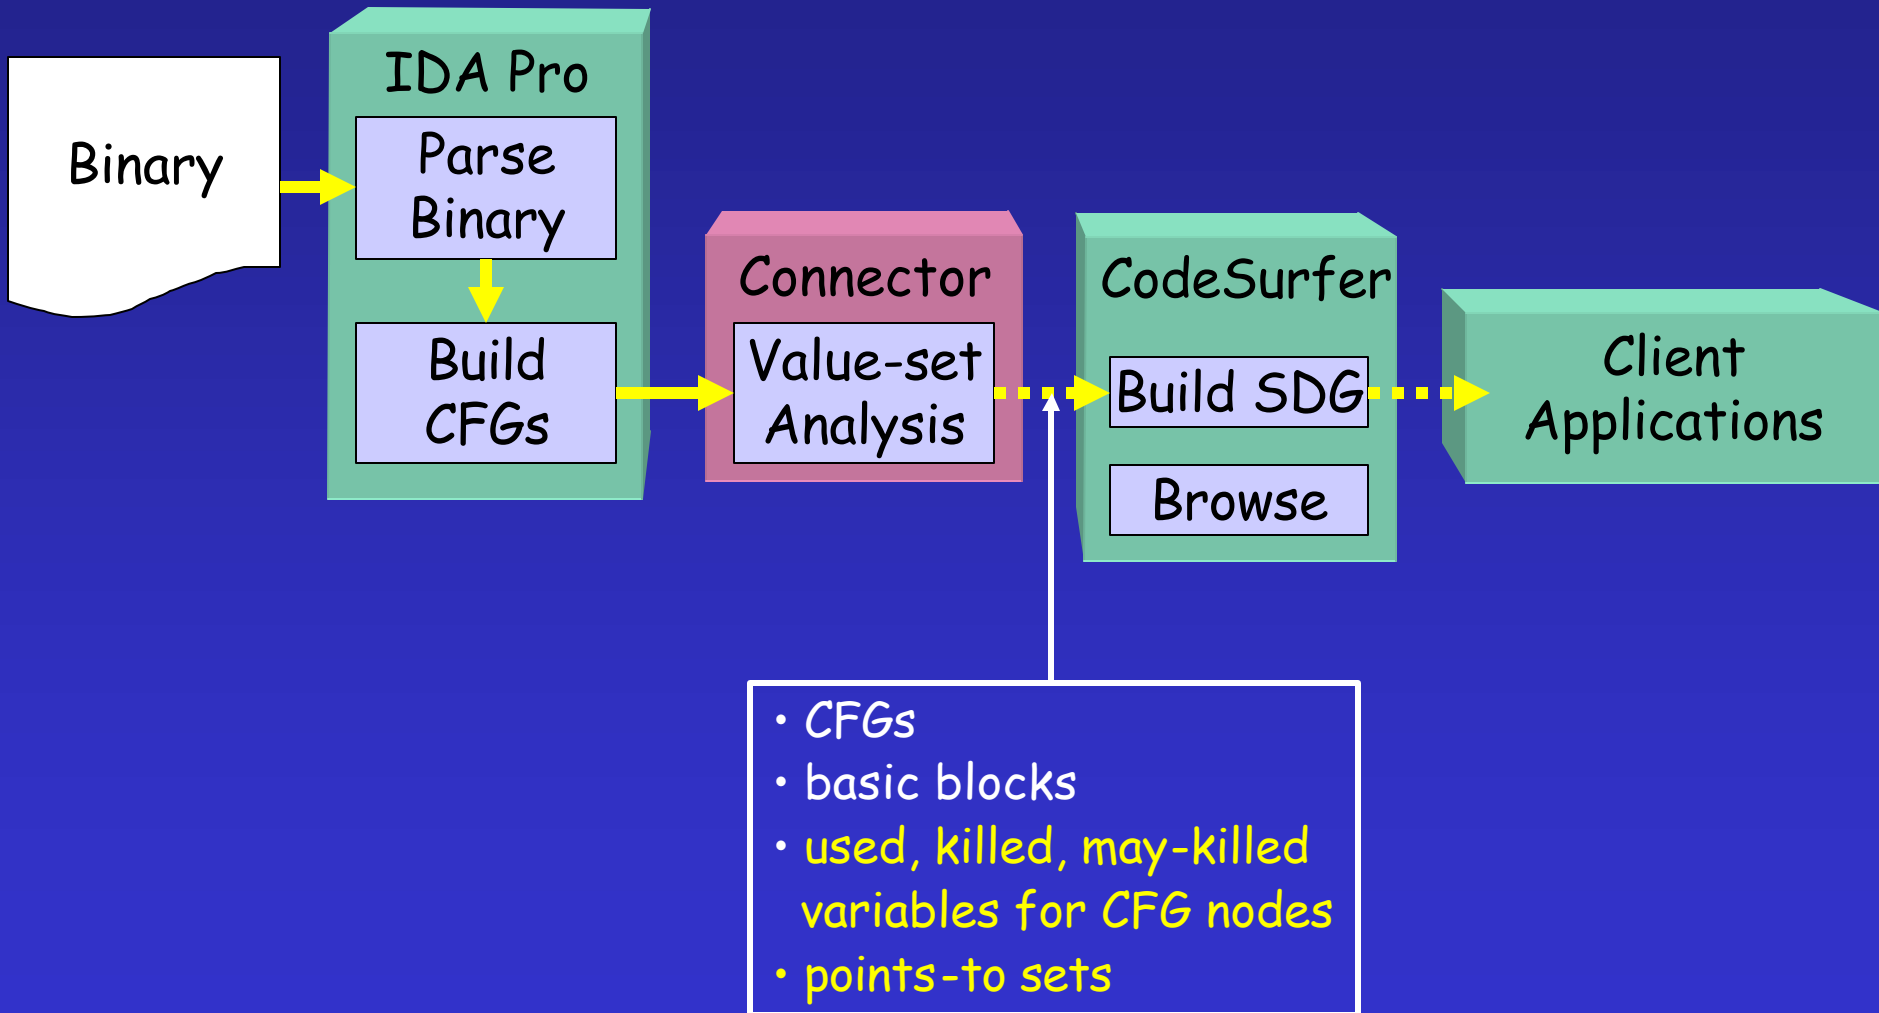 Binary
IDA Pro
Parse
Binary
Build
CFGs
Connector
Value-set
Analysis
CodeSurfer
Build SDG
Browse
Client
Applications
• CFGs
• basic blocks
• used, killed, may-killed
variables for CFG nodes
• points-to sets